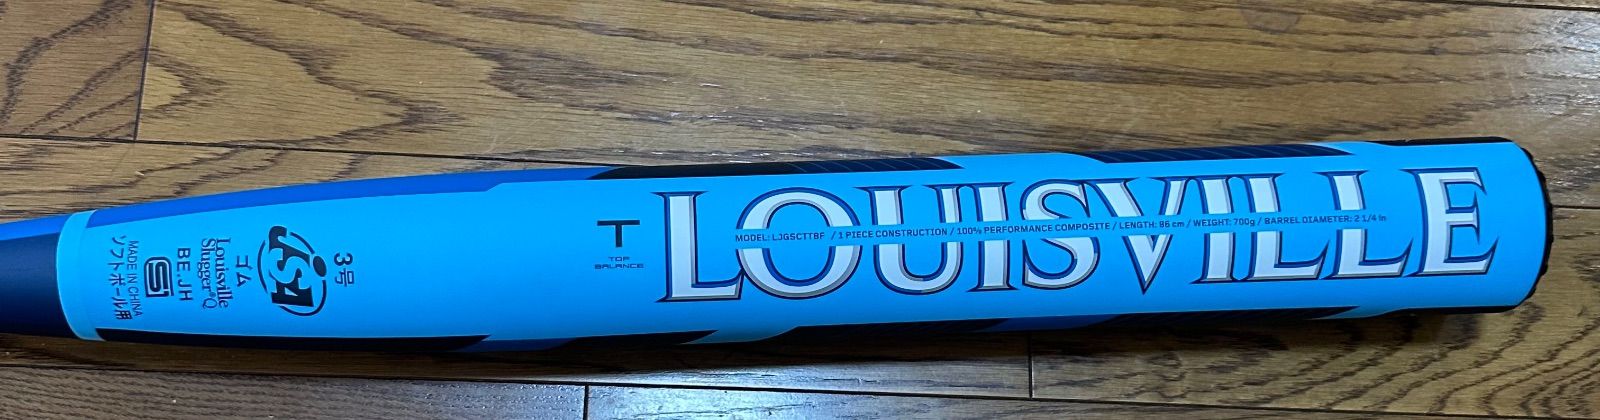 3号
JSA
ゴム
Louisville
Slugger®Q
BE.JH
SG
MADE IN CHINA
ソフトボール用
T
TOP
BALANCE
LOUISVILLE
MODEL: LJGSCTTBF / 1 PIECE CONSTRUCTION / 100% PERFORMANCE COMPOSITE / LENGTH: 86 cm / WEIGHT: 700g / BARREL DIAMETER: 2 1/4 in